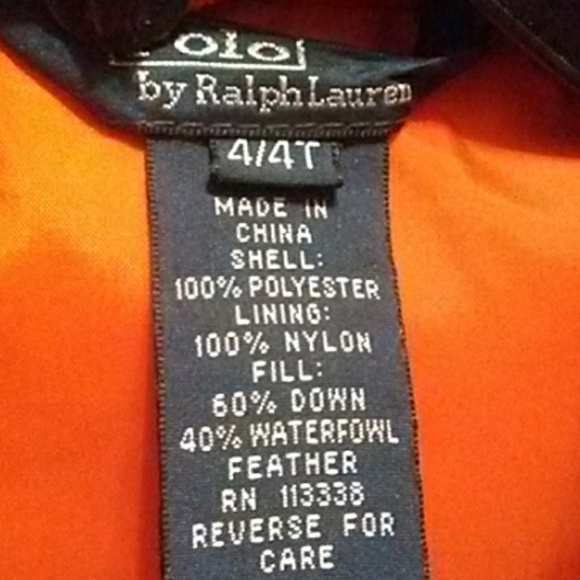 Polo
by Ralph Lauren
4/4T
MADE IN
CHINA
SHELL:
100% POLYESTER
LINING:
100% NYLON
FILL:
60% DOWN
40% WATERFOWL
FEATHER
RN 113338
REVERSE FOR
CARE